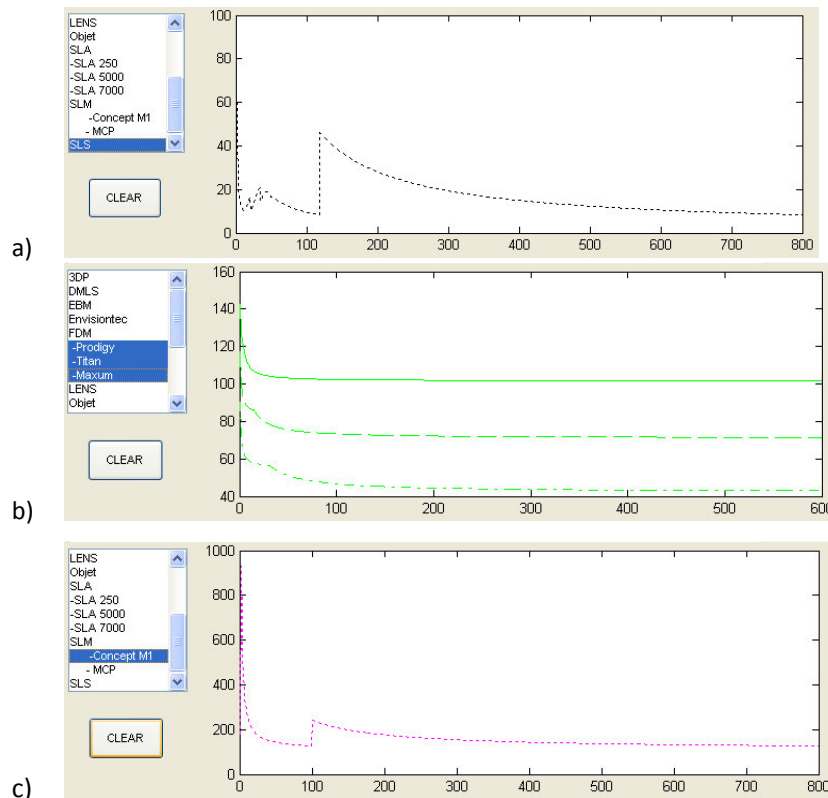 LENS
Objet
SLA
-SLA 250
-SLA 5000
-SLA 7000
SLM
-Concept M1
- MCP
SLS
CLEAR
100
80
60
40
20
0
0 100 200 300 400 500 600 700 800
a)
3DP
DMLS
EBM
Envisiontec
FDM
-Prodigy
-Titan
-Maxum
LENS
Objet
CLEAR
160
140
120
100
80
60
40
0 100 200 300 400 500 600
b)
LENS
Objet
SLA
-SLA 250
-SLA 5000
-SLA 7000
SLM
-Concept M1
- MCP
SLS
CLEAR
1000
800
600
400
200
0
0 100 200 300 400 500 600 700 800
c)